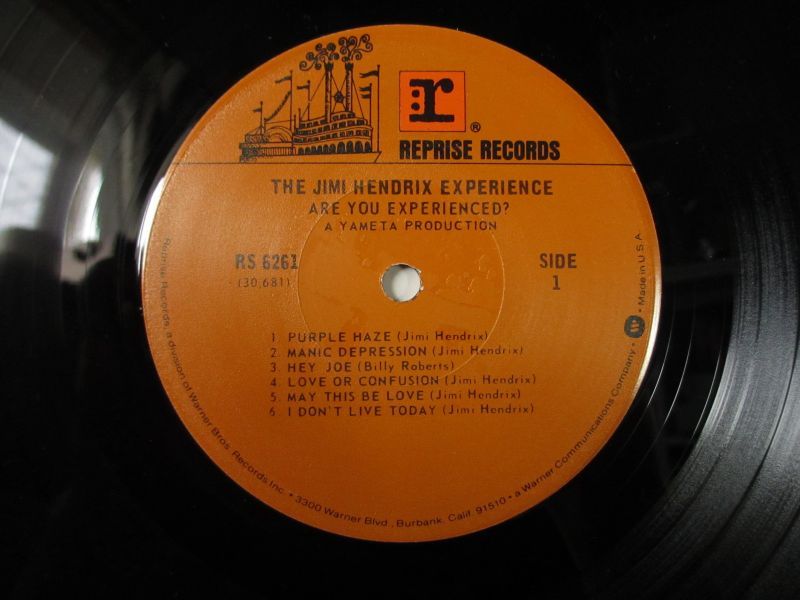 r ®
REPRISE RECORDS
THE JIMI HENDRIX EXPERIENCE
ARE YOU EXPERIENCED?
A YAMETA PRODUCTION
RS 6261
(30,681)
SIDE
1
1 PURPLE HAZE (Jimi Hendrix)
2. MANIC DEPRESSION (Jimi Hendrix)
3. HEY JOE (Billy Roberts)
4 LOVE OR CONFUSION (Jimi Hendrix)
5. MAY THIS BE LOVE (Jimi Hendrix)
6 I DON'T LIVE TODAY (Jimi Hendrix)
Reprise Records, a division of Warner Bros. Records Inc. • 3300 Warner Blvd., Burbank, Calif. 91510 • a Warner Communications Company • Made in U.S.A.